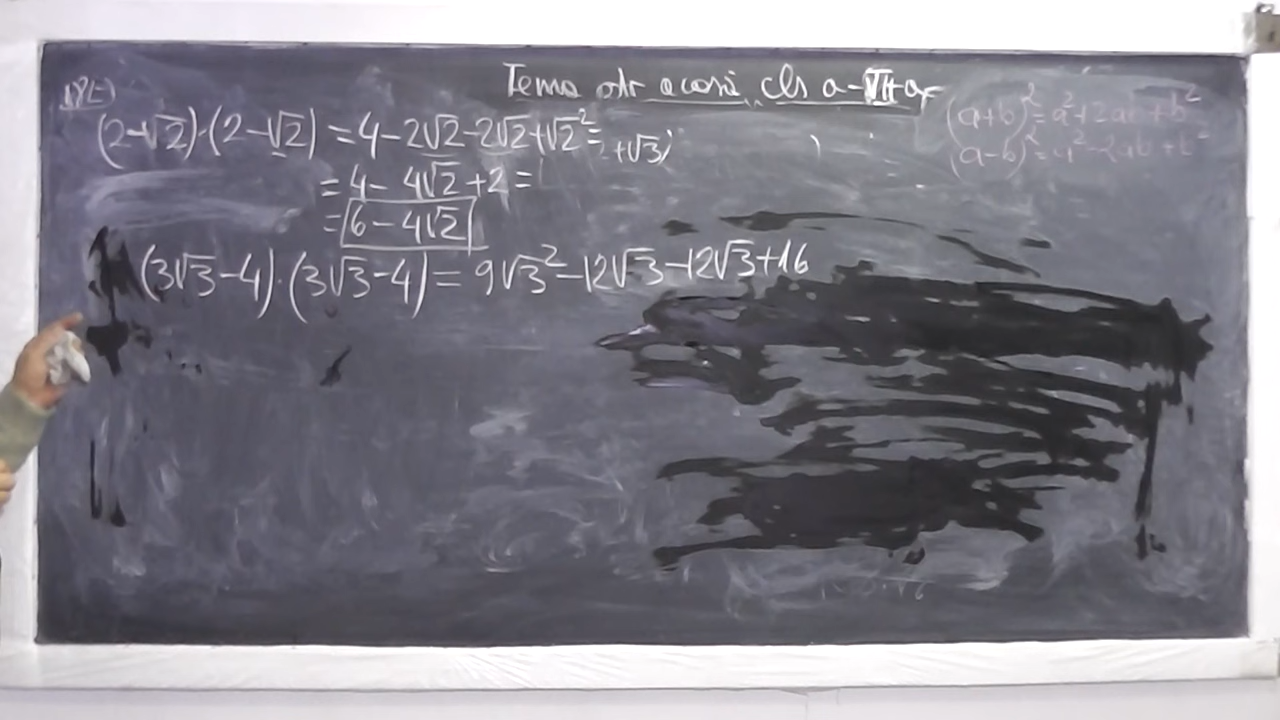 Tema acasă cls a-VII-a
(a+b)²=a²+2ab+b²
(a-b)²=a²-2ab+b²
(2-√2)·(2-√2) = 4-2√2-2√2+√2²=
+√3)
= 4- 4√2 +2 =
= 6-4√2
(3√3-4)·(3√3-4)= 9√3²-12√3-12√3+16